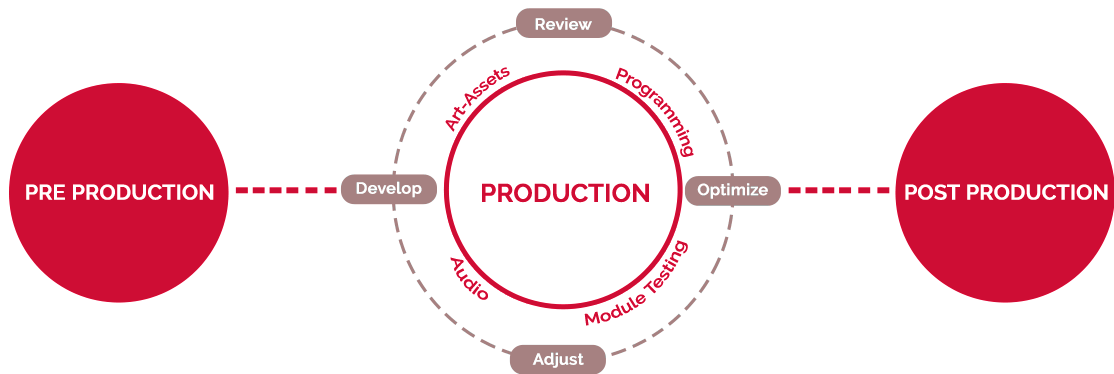 Review
Art-Assets
Programming
PRE PRODUCTION
Develop
PRODUCTION
Optimize
POST PRODUCTION
Audio
Module Testing
Adjust